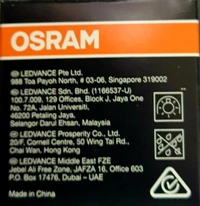 OSRAM
LEDVANCE Pte Ltd.
988 Toa Payoh North, # 03-06, Singapore 319002
LEDVANCE Sdn. Bhd. (1166537-U)
100.7.009, 129 Offices, Block J, Jaya One
No. 72A, Jalan Universiti,
46200 Petaling Jaya,
Selangor Darul Ehsan, Malaysia
LEDVANCE Prosperity Co., Ltd.
20/F, Cornell Centre, 50 Wing Tai Rd.,
Chai Wan, Hong Kong
LEDVANCE Middle East FZE
Jebel Ali Free Zone, JAFZA 16, Office 603
P.O. Box 17476, Dubai – UAE
Made in China